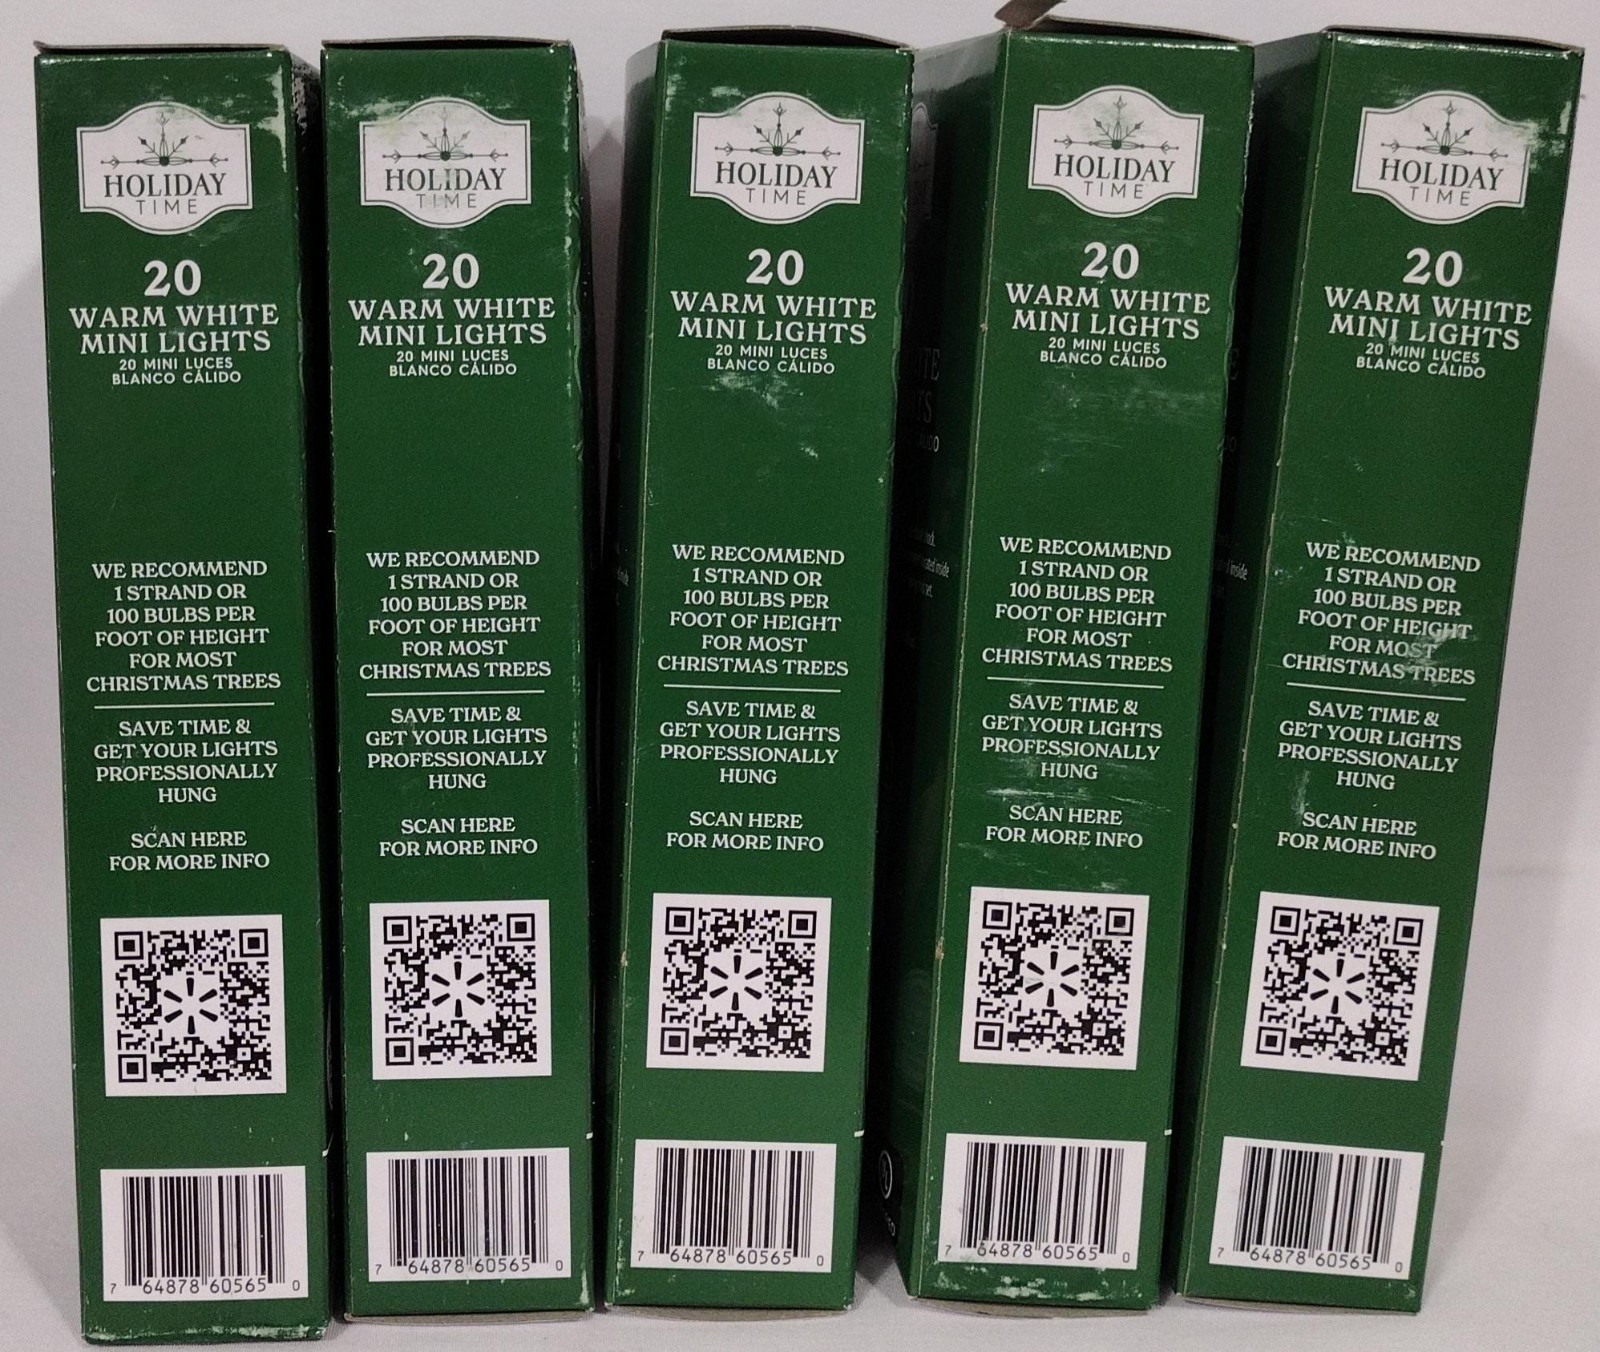 HOLIDAY
TIME
20
WARM WHITE
MINI LIGHTS
20 MINI LUCES
BLANCO CÁLIDO
WE RECOMMEND
1 STRAND OR
100 BULBS PER
FOOT OF HEIGHT
FOR MOST
CHRISTMAS TREES
SAVE TIME &
GET YOUR LIGHTS
PROFESSIONALLY
HUNG
SCAN HERE
FOR MORE INFO
7 64878 60565 0
HOLIDAY
TIME
20
WARM WHITE
MINI LIGHTS
20 MINI LUCES
BLANCO CÁLIDO
WE RECOMMEND
1 STRAND OR
100 BULBS PER
FOOT OF HEIGHT
FOR MOST
CHRISTMAS TREES
SAVE TIME &
GET YOUR LIGHTS
PROFESSIONALLY
HUNG
SCAN HERE
FOR MORE INFO
7 64878 60565 0
HOLIDAY
TIME
20
WARM WHITE
MINI LIGHTS
20 MINI LUCES
BLANCO CÁLIDO
WE RECOMMEND
1 STRAND OR
100 BULBS PER
FOOT OF HEIGHT
FOR MOST
CHRISTMAS TREES
SAVE TIME &
GET YOUR LIGHTS
PROFESSIONALLY
HUNG
SCAN HERE
FOR MORE INFO
7 64878 60565 0
HOLIDAY
TIME
20
WARM WHITE
MINI LIGHTS
20 MINI LUCES
BLANCO CÁLIDO
WE RECOMMEND
1 STRAND OR
100 BULBS PER
FOOT OF HEIGHT
FOR MOST
CHRISTMAS TREES
SAVE TIME &
GET YOUR LIGHTS
PROFESSIONALLY
HUNG
SCAN HERE
FOR MORE INFO
7 64878 60565 0
HOLIDAY
TIME
20
WARM WHITE
MINI LIGHTS
20 MINI LUCES
BLANCO CÁLIDO
WE RECOMMEND
1 STRAND OR
100 BULBS PER
FOOT OF HEIGHT
FOR MOST
CHRISTMAS TREES
SAVE TIME &
GET YOUR LIGHTS
PROFESSIONALLY
HUNG
SCAN HERE
FOR MORE INFO
7 64878 60565 0